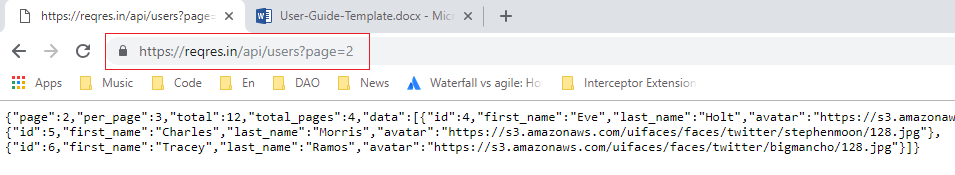 https://reqres.in/api/users?page=2
User-Guide-Template.docx - Micr
https://reqres.in/api/users?page=2
Apps Music Code En DAO News Waterfall vs agile: Ho Interceptor Extension
{"page":2,"per_page":3,"total":12,"total_pages":4,"data":[{"id":4,"first_name":"Eve","last_name":"Holt","avatar":"https://s3.amazonaws.
{"id":5,"first_name":"Charles","last_name":"Morris","avatar":"https://s3.amazonaws.com/uifaces/faces/twitter/stephenmoon/128.jpg"},
{"id":6,"first_name":"Tracey","last_name":"Ramos","avatar":"https://s3.amazonaws.com/uifaces/faces/twitter/bigmancho/128.jpg"}]}